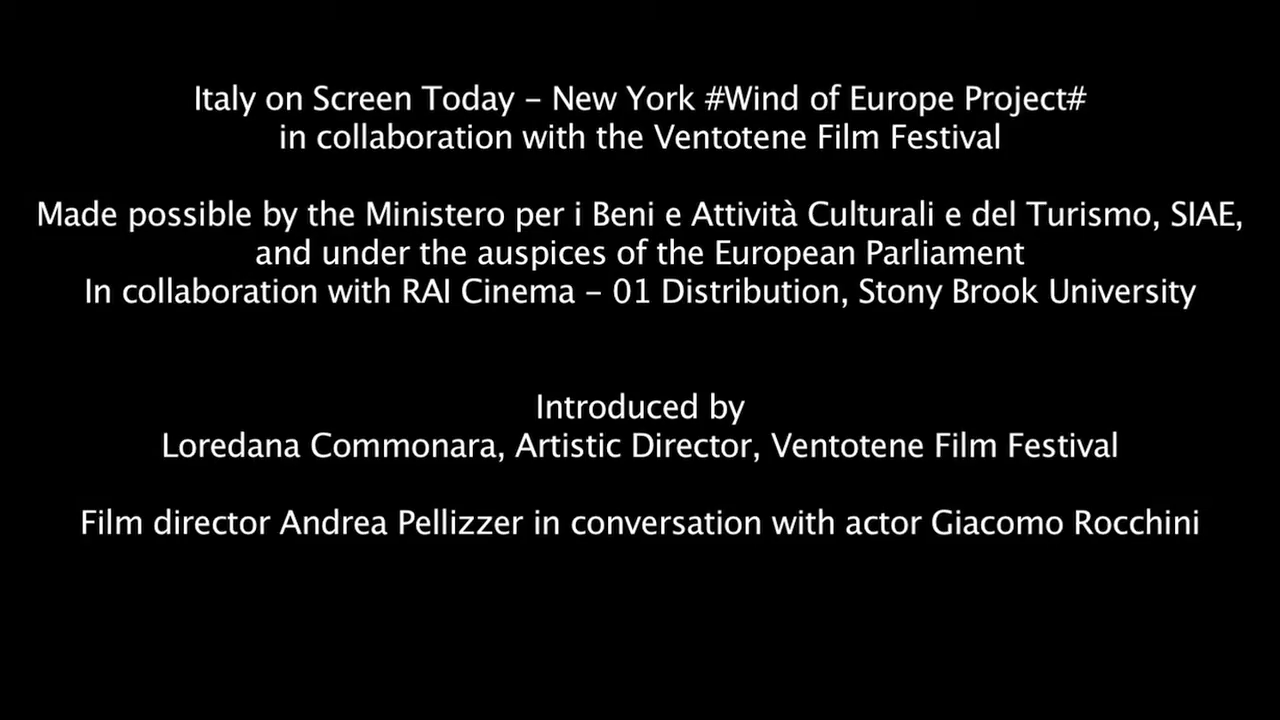 Italy on Screen Today – New York #Wind of Europe Project#
in collaboration with the Ventotene Film Festival
Made possible by the Ministero per i Beni e Attività Culturali e del Turismo, SIAE,
and under the auspices of the European Parliament
In collaboration with RAI Cinema – 01 Distribution, Stony Brook University
Introduced by
Loredana Commonara, Artistic Director, Ventotene Film Festival
Film director Andrea Pellizzer in conversation with actor Giacomo Rocchini